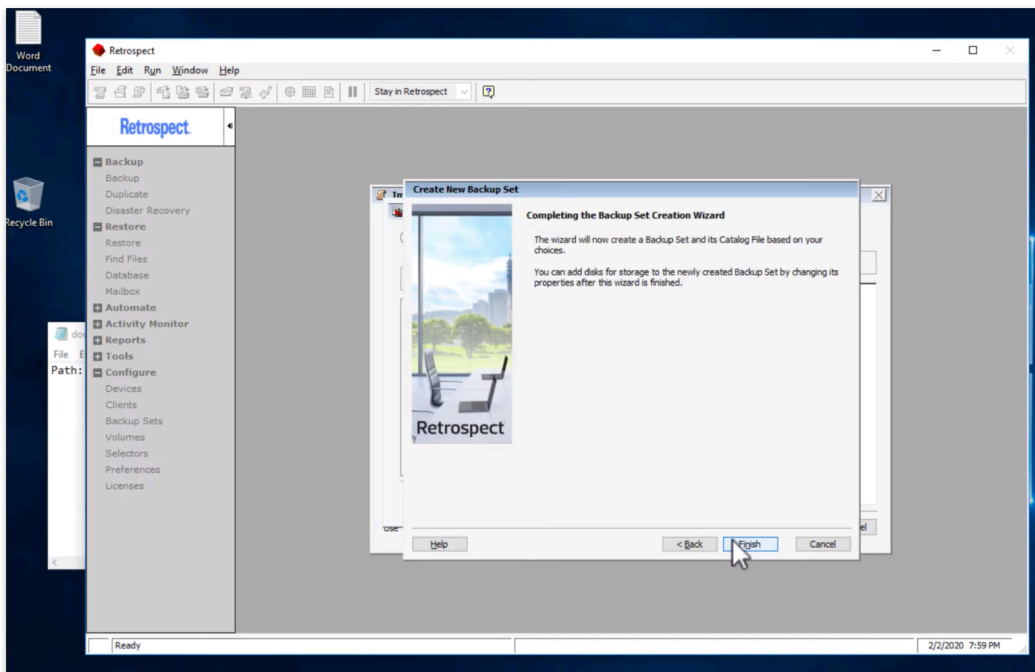 Word
Document
Recycle Bin
Retrospect
File Edit Run Window Help
Stay in Retrospect
Retrospect
Backup
Backup
Duplicate
Disaster Recovery
Restore
Restore
Find Files
Database
Mailbox
Automate
Activity Monitor
Reports
Tools
Configure
Devices
Clients
Backup Sets
Volumes
Selectors
Preferences
Licenses
File E
Path:
Create New Backup Set
Completing the Backup Set Creation Wizard
The wizard will now create a Backup Set and its Catalog File based on your
choices.
You can add disks for storage to the newly created Backup Set by changing its
properties after this wizard is finished.
Retrospect
Help
< Back
Finish
Cancel
Ready
2/2/2020 7:59 PM